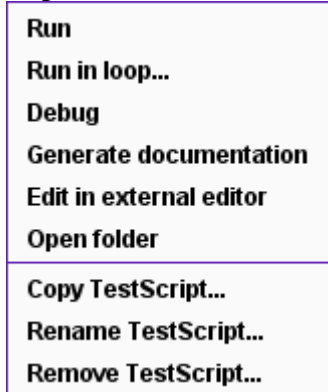 Run
Run in loop...
Debug
Generate documentation
Edit in external editor
Open folder
Copy TestScript...
Rename TestScript...
Remove TestScript...